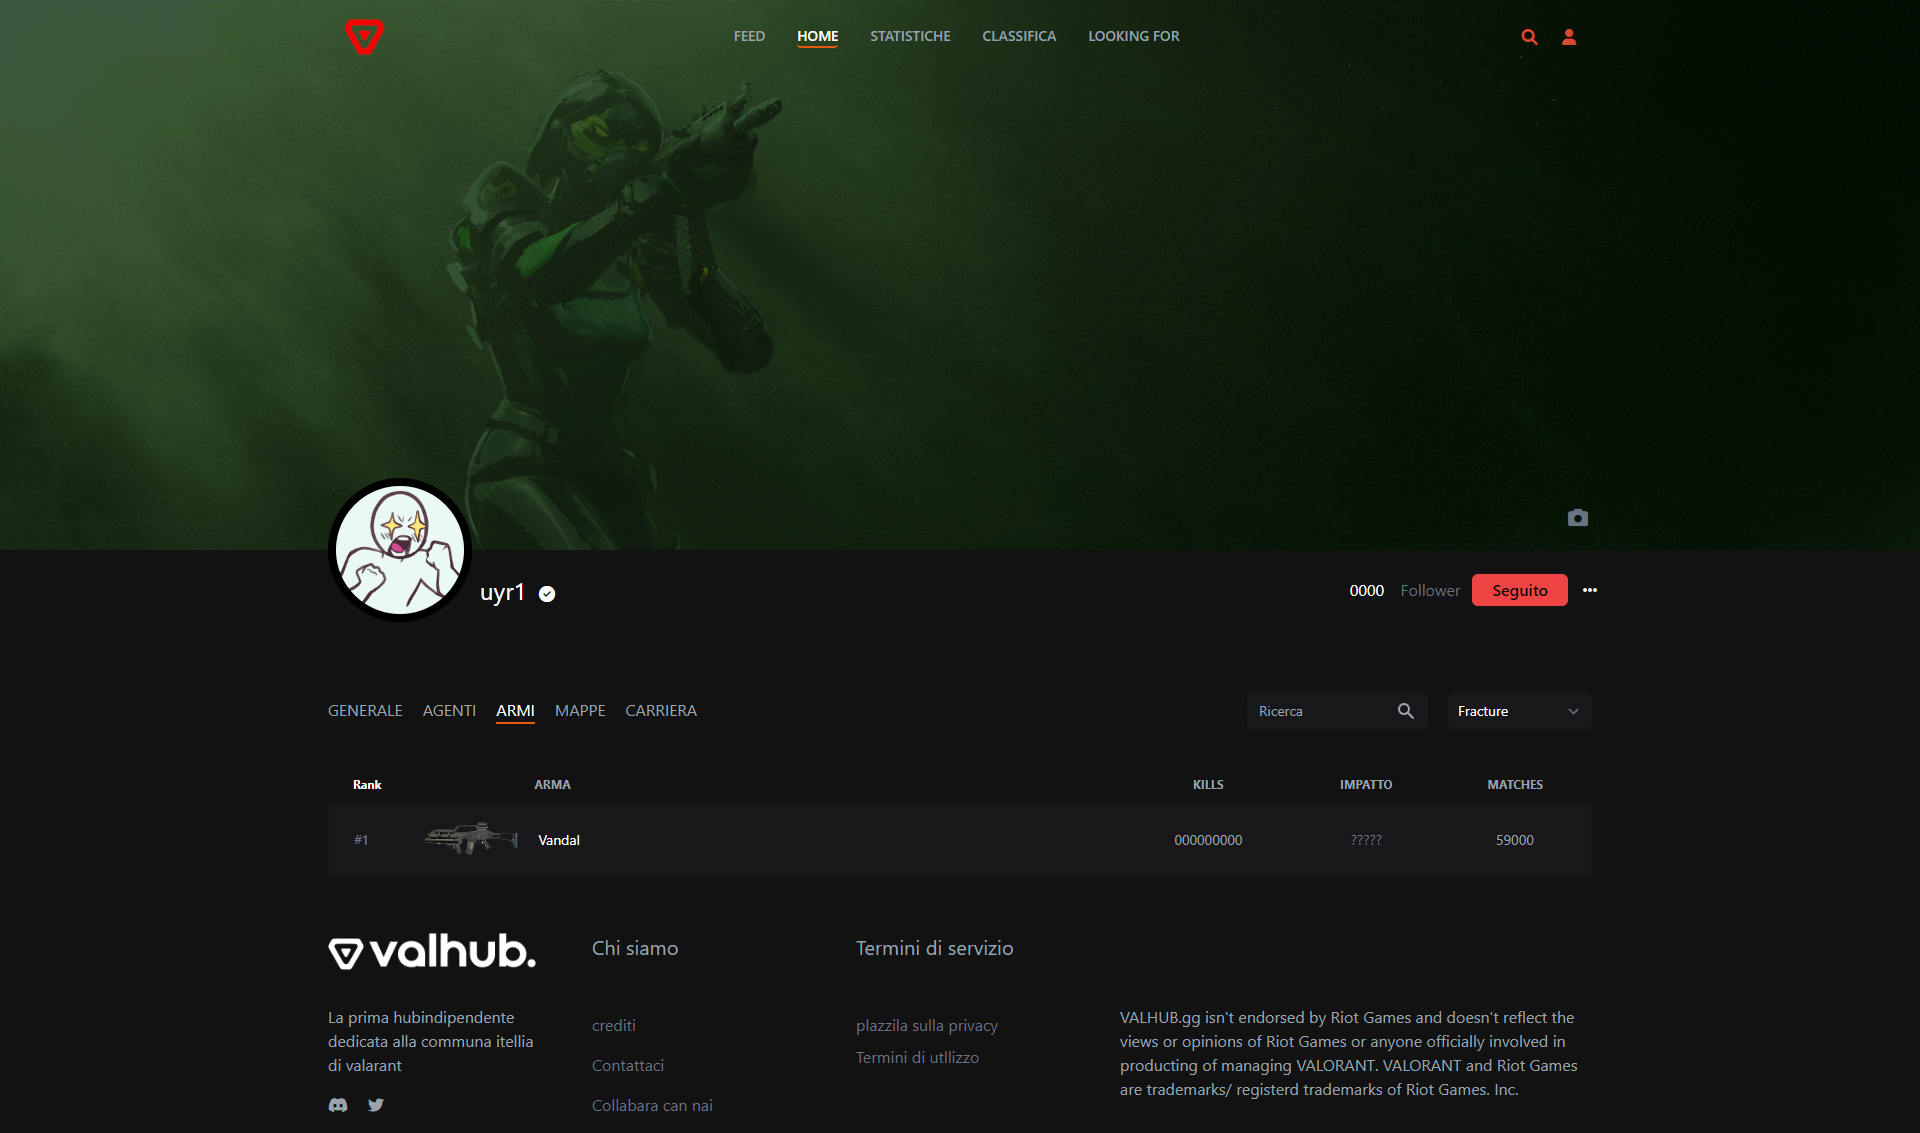 FEED HOME STATISTICHE CLASSIFICA LOOKING FOR
uyr1
0000 Follower Seguito
GENERALE AGENTI ARMI MAPPE CARRIERA
Ricerca
Fracture
Rank ARMA KILLS IMPATTO MATCHES
#1 Vandal 000000000 ????? 59000
valhub.
La prima hubindipendente
dedicata alla communa itellia
di valarant
Chi siamo
crediti
Contattaci
Collabara can nai
Termini di servizio
plazzila sulla privacy
Termini di utllizzo
VALHUB.gg isn't endorsed by Riot Games and doesn't reflect the
views or opinions of Riot Games or anyone officially involved in
producting of managing VALORANT. VALORANT and Riot Games
are trademarks/ registerd trademarks of Riot Games. Inc.